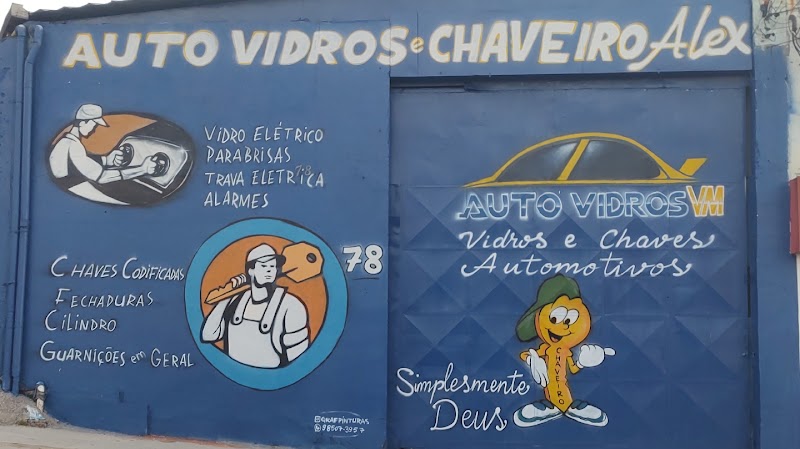 AUTO VIDROS e CHAVEIRO Alex
VIDRO ELÉTRICO
PARABRISAS
TRAVA ELETRICA
ALARMES
CHAVES CODIFICADAS
FECHADURAS
CILINDRO
GUARNIÇÕES em GERAL
78
AUTO VIDROS VM
Vidros e Chaves
Automotivos
CHAVEIRO
Simplesmente
Deus